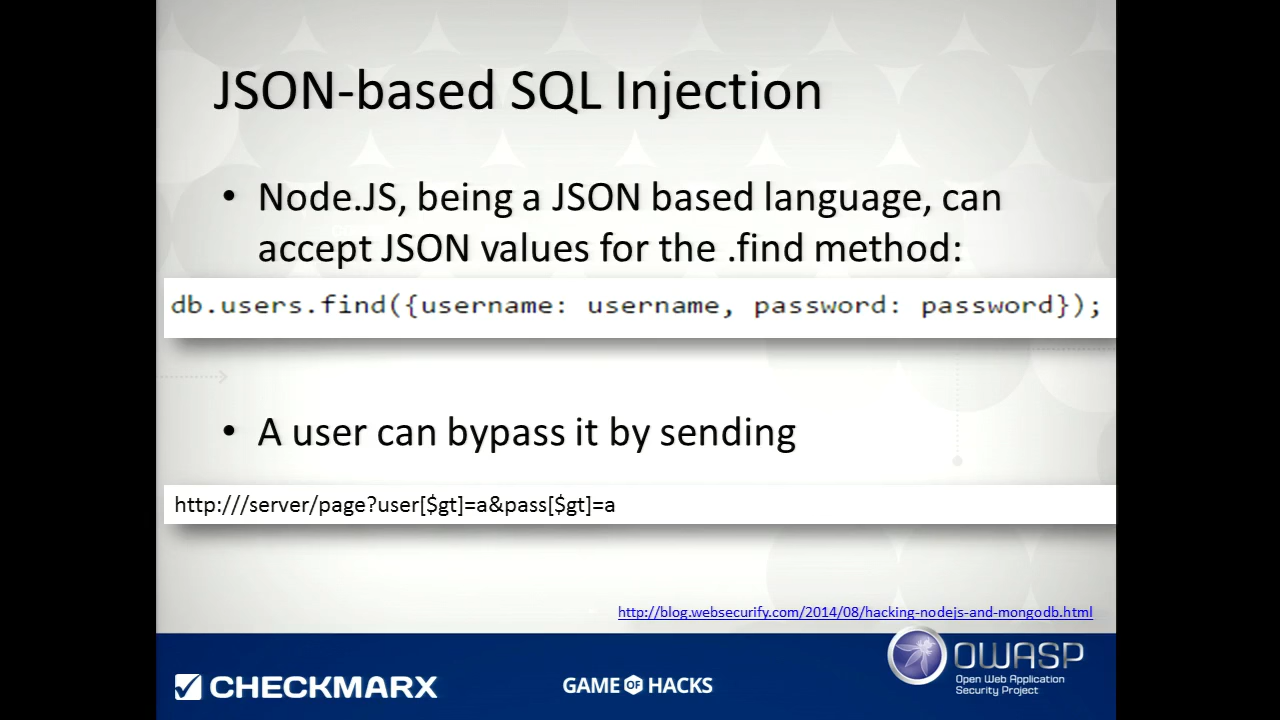 JSON-based SQL Injection
• Node.JS, being a JSON based language, can
accept JSON values for the .find method:
db.users.find({username: username, password: password});
• A user can bypass it by sending
http:///server/page?user[$gt]=a&pass[$gt]=a
http://blog.websecurify.com/2014/08/hacking-nodejs-and-mongodb.html
CHECKMARX
GAME OF HACKS
OWASP
Open Web Application
Security Project